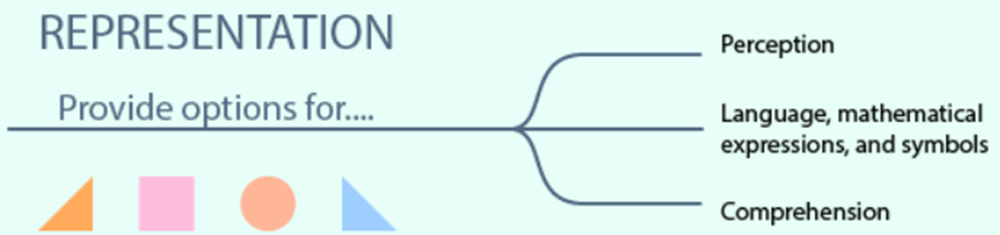 REPRESENTATION
Provide options for....
Perception
Language, mathematical
expressions, and symbols
Comprehension